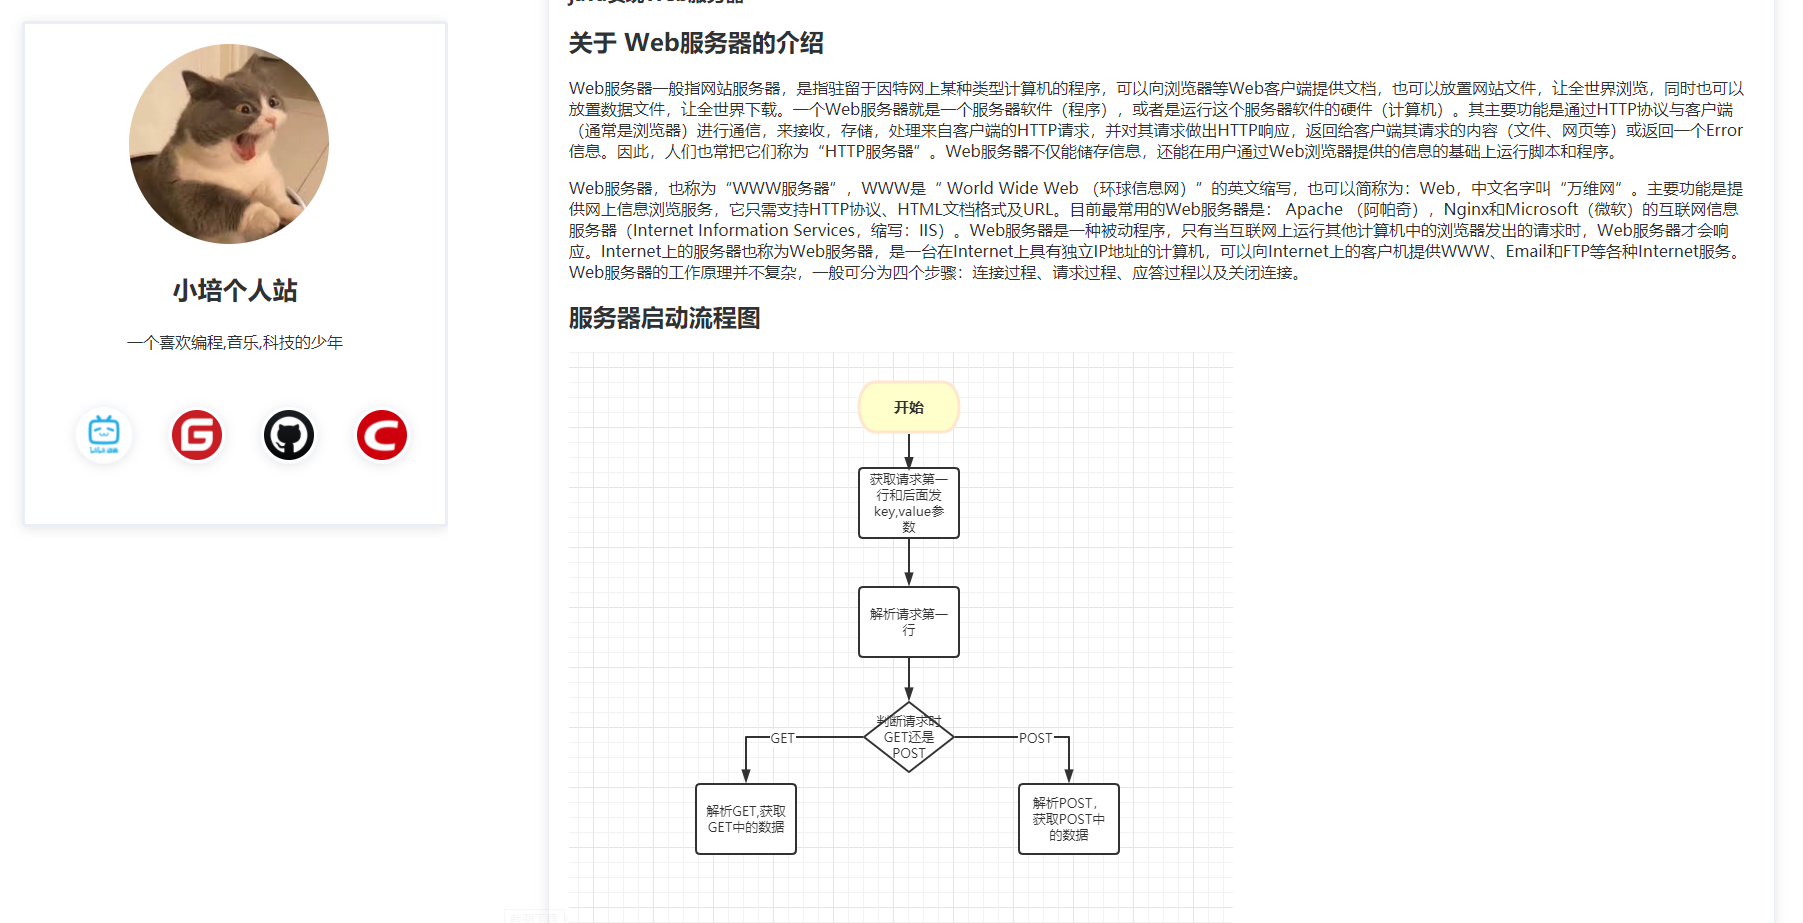 小培个人站
一个喜欢编程,音乐,科技的少年
java实现Web服务器
关于 Web服务器的介绍
Web服务器一般指网站服务器，是指驻留于因特网上某种类型计算机的程序，可以向浏览器等Web客户端提供文档，也可以放置网站文件，让全世界浏览，同时也可以
放置数据文件，让全世界下载。一个Web服务器就是一个服务器软件（程序），或者是运行这个服务器软件的硬件（计算机）。其主要功能是通过HTTP协议与客户端
（通常是浏览器）进行通信，来接收，存储，处理来自客户端的HTTP请求，并对其请求做出HTTP响应，返回给客户端其请求的内容（文件、网页等）或返回一个Error
信息。因此，人们也常把它们称为“HTTP服务器”。Web服务器不仅能储存信息，还能在用户通过Web浏览器提供的信息的基础上运行脚本和程序。
Web服务器，也称为“WWW服务器”，WWW是“ World Wide Web （环球信息网）”的英文缩写，也可以简称为：Web，中文名字叫“万维网”。主要功能是提
供网上信息浏览服务，它只需支持HTTP协议、HTML文档格式及URL。目前最常用的Web服务器是： Apache （阿帕奇），Nginx和Microsoft（微软）的互联网信息
服务器（Internet Information Services，缩写：IIS）。Web服务器是一种被动程序，只有当互联网上运行其他计算机中的浏览器发出的请求时，Web服务器才会响
应。Internet上的服务器也称为Web服务器，是一台在Internet上具有独立IP地址的计算机，可以向Internet上的客户机提供WWW、Email和FTP等各种Internet服务。
Web服务器的工作原理并不复杂，一般可分为四个步骤：连接过程、请求过程、应答过程以及关闭连接。
服务器启动流程图
开始
获取请求第一
行和后面发
key,value参
数
解析请求第一
行
判断请求时
GET还是
POST
GET
POST
解析GET,获取
GET中的数据
解析POST，
获取POST中
的数据